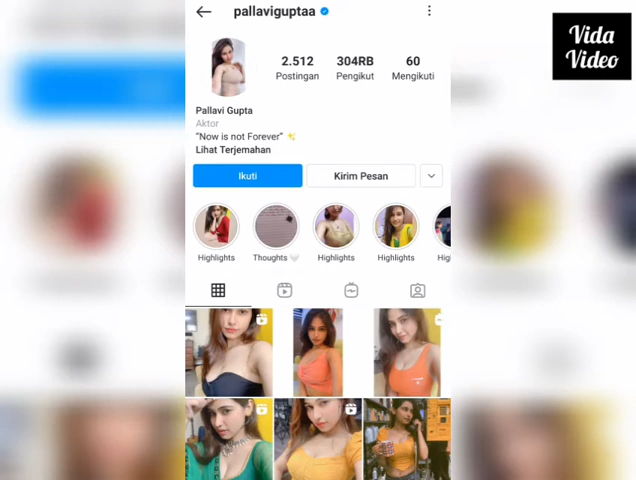 pallaviguptaa
Vida
Video
2.512
304RB
60
Postingan
Pengikut
Mengikuti
Pallavi Gupta
Aktor
“Now is not Forever” ✨
Lihat Terjemahan
Ikuti
Kirim Pesan
Highlights
Thoughts 🤍
Highlights
Highlights
Higl